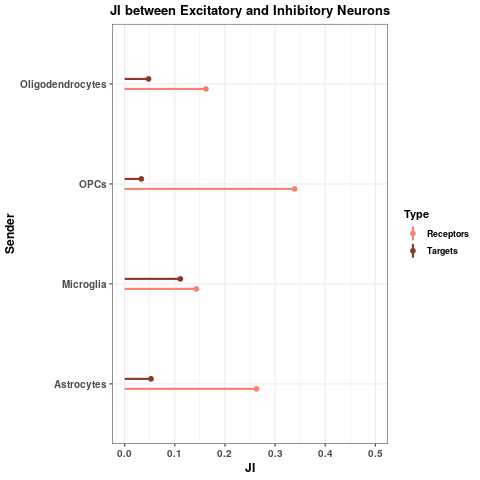 JI between Excitatory and Inhibitory Neurons
Sender
Oligodendrocytes
OPCs
Microglia
Astrocytes
0.0 0.1 0.2 0.3 0.4 0.5
JI
Type
Receptors
Targets